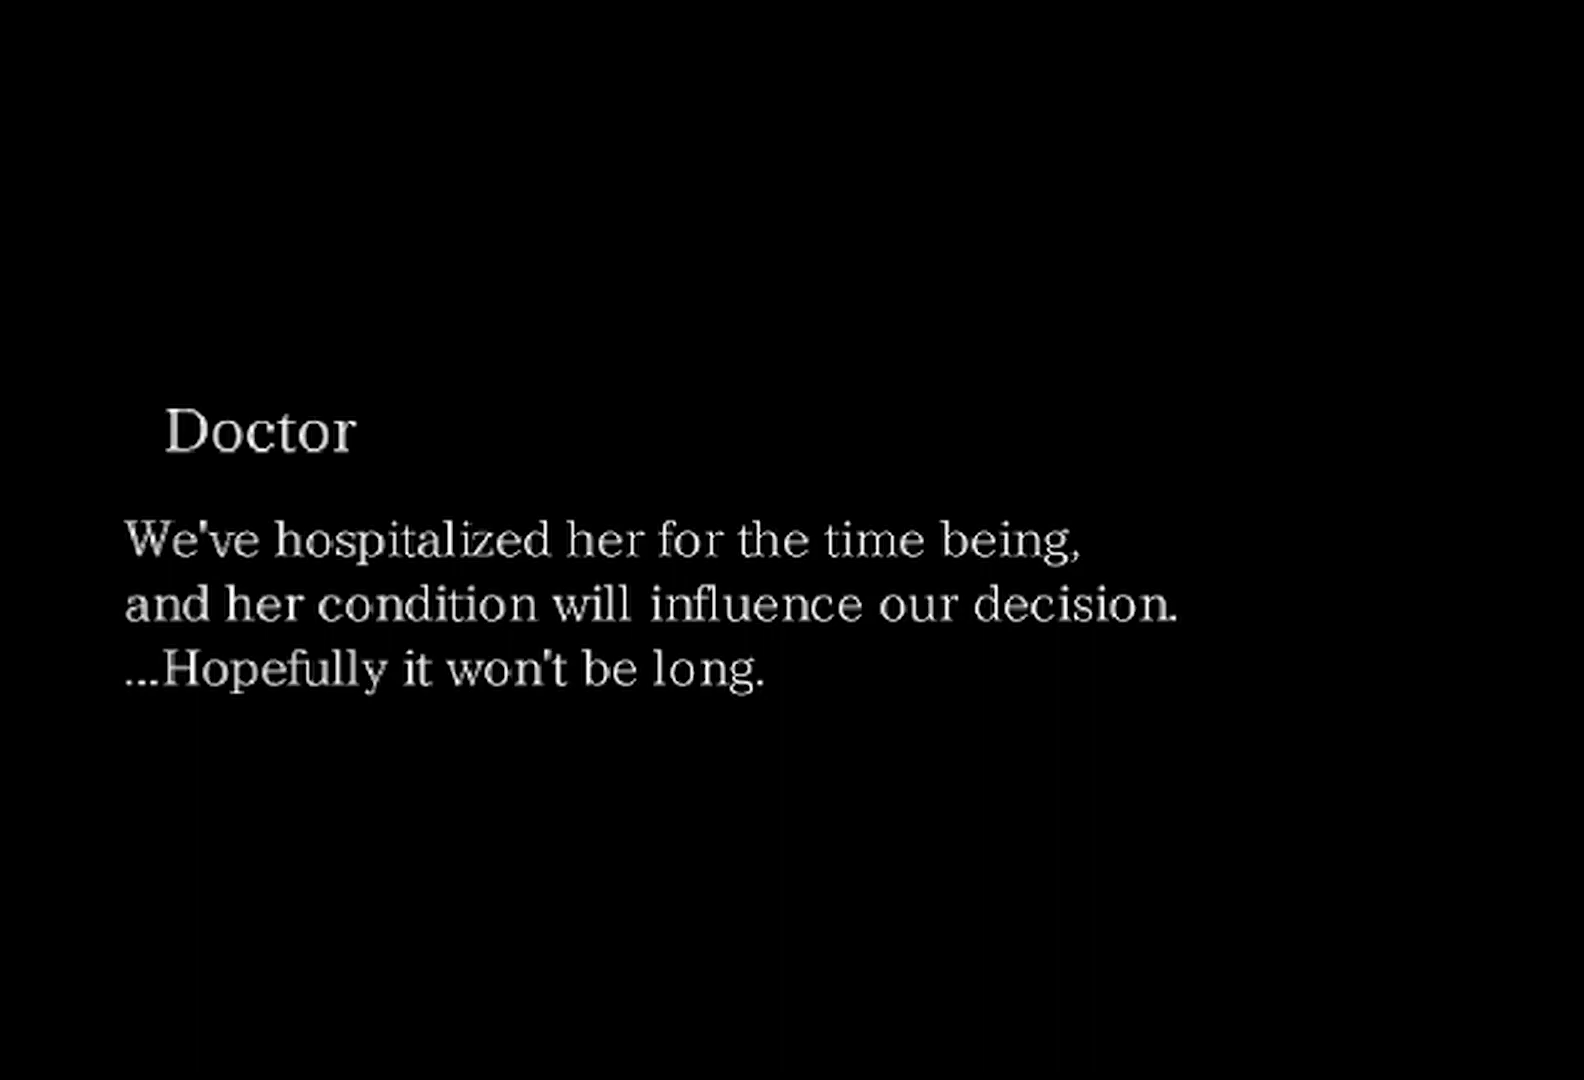 Doctor
We've hospitalized her for the time being,
and her condition will influence our decision.
...Hopefully it won't be long.